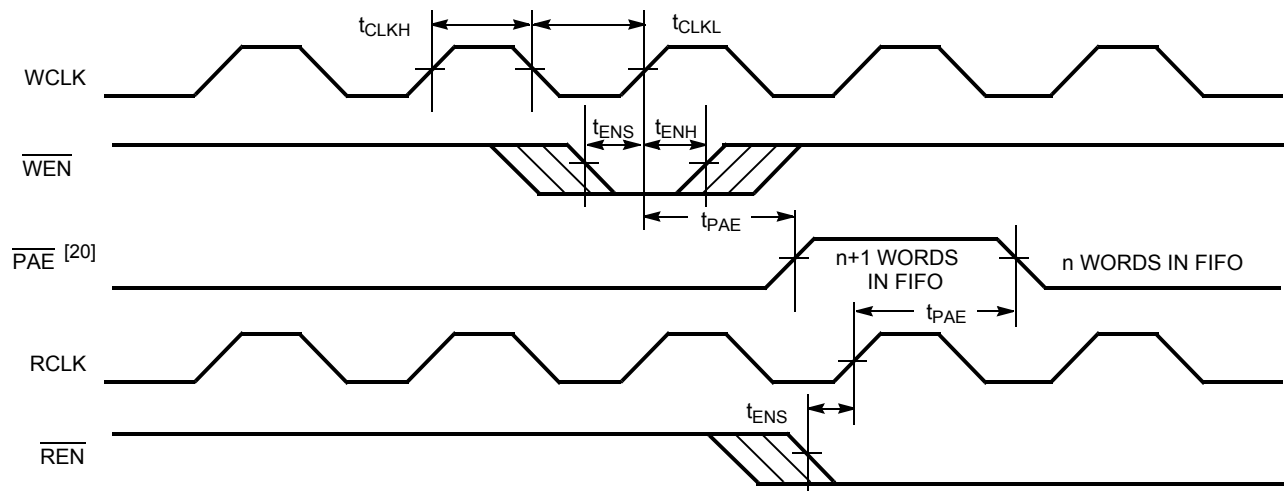 tCLKH
tCLKL
WCLK
tENS
tENH
WEN
tPAE
PAE [20]
n+1 WORDS
IN FIFO
n WORDS IN FIFO
tPAE
RCLK
tENS
REN